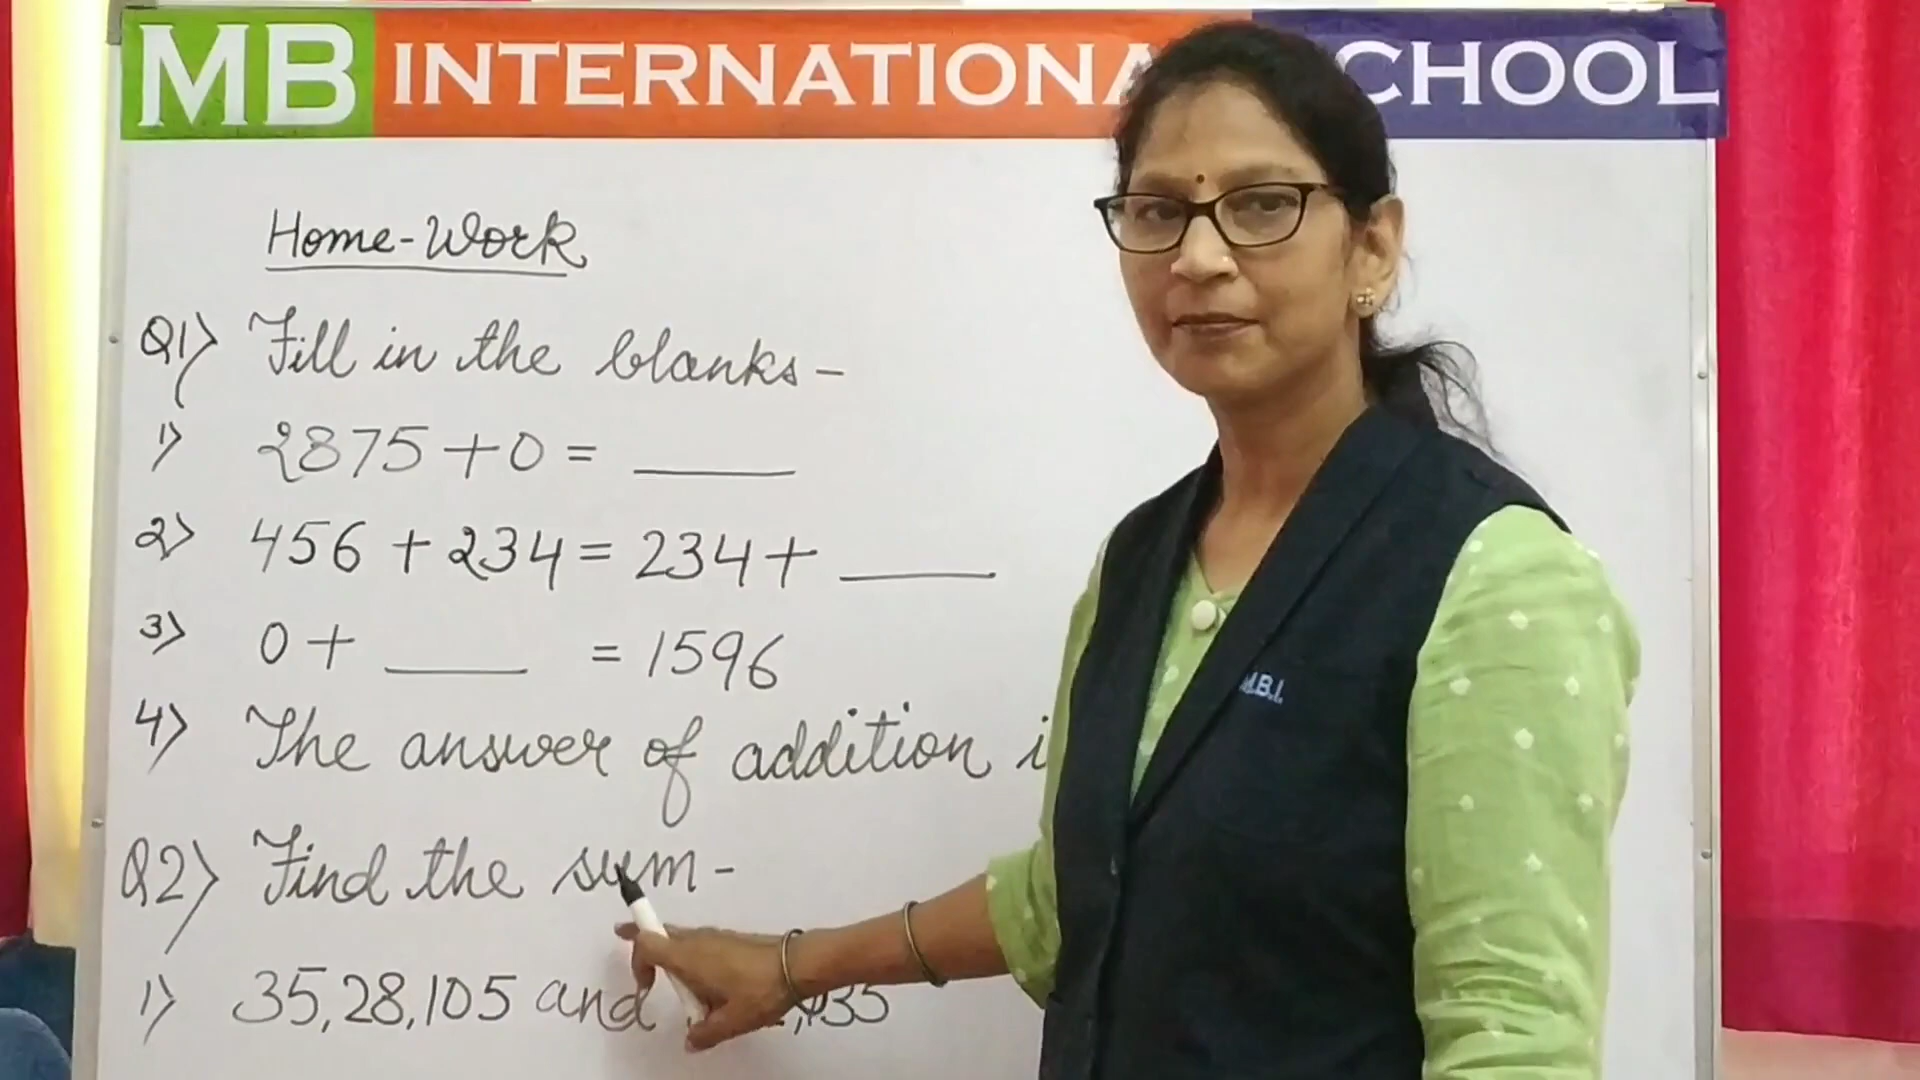 MB INTERNATIONA CHOOL
Home-Work
Q1) Fill in the blanks-
1) 2875+0 = ____
2) 456 + 234 = 234+ ____
3) 0+ ____ = 1596
4) The answer of addition i
Q2) Find the sum-
1) 35,28,105 and ,935
M.B.I.